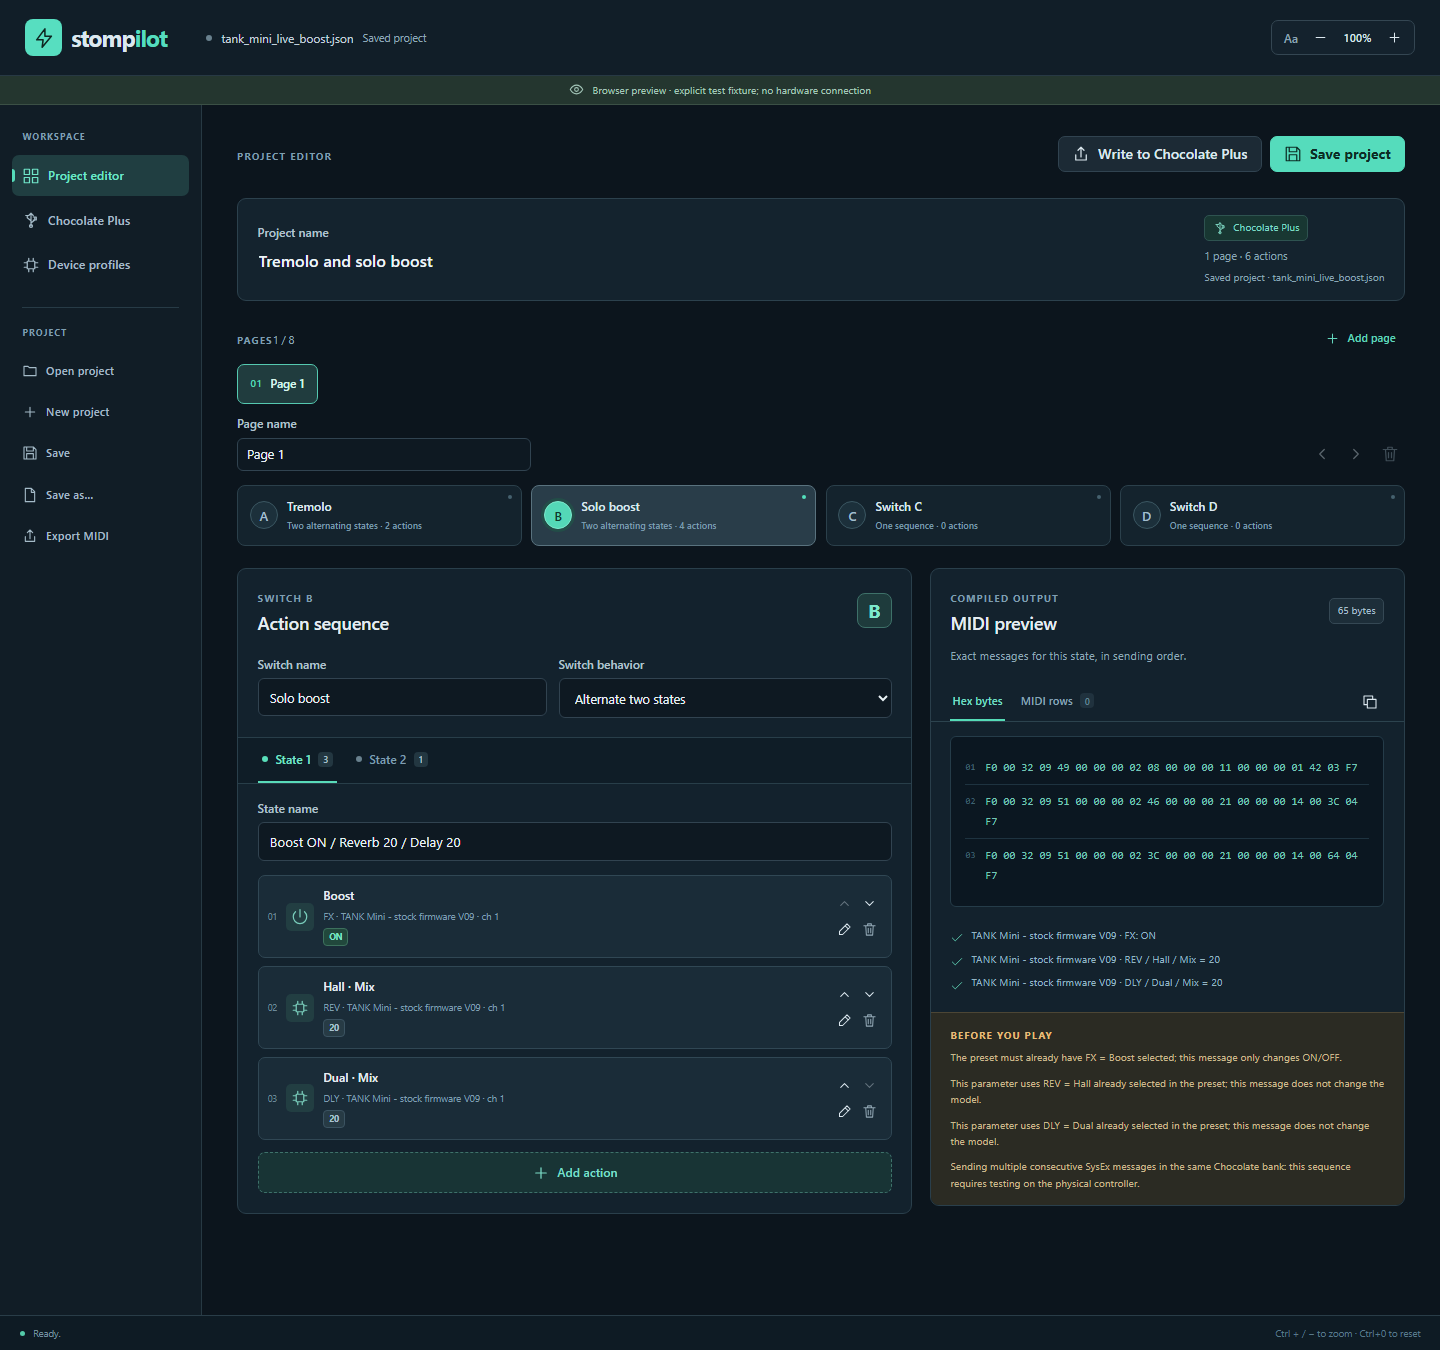 stompilot
tank_mini_live_boost.json Saved project
Aa − 100% +
Browser preview · explicit test fixture; no hardware connection
WORKSPACE
Project editor
Chocolate Plus
Device profiles
PROJECT
Open project
New project
Save
Save as...
Export MIDI
PROJECT EDITOR
Write to Chocolate Plus
Save project
Project name
Tremolo and solo boost
Chocolate Plus
1 page · 6 actions
Saved project · tank_mini_live_boost.json
PAGES 1 / 8
+ Add page
01 Page 1
Page name
Page 1
A Tremolo
Two alternating states · 2 actions
B Solo boost
Two alternating states · 4 actions
C Switch C
One sequence · 0 actions
D Switch D
One sequence · 0 actions
SWITCH B
Action sequence
B
Switch name
Solo boost
Switch behavior
Alternate two states
State 1 3
State 2 1
State name
Boost ON / Reverb 20 / Delay 20
01
Boost
FX · TANK Mini - stock firmware V09 · ch 1
ON
02
Hall · Mix
REV · TANK Mini - stock firmware V09 · ch 1
20
03
Dual · Mix
DLY · TANK Mini - stock firmware V09 · ch 1
20
+ Add action
COMPILED OUTPUT
MIDI preview
65 bytes
Exact messages for this state, in sending order.
Hex bytes
MIDI rows 0
01 F0 00 32 09 49 00 00 00 02 08 00 00 00 11 00 00 00 01 42 03 F7
02 F0 00 32 09 51 00 00 00 02 46 00 00 00 21 00 00 00 14 00 3C 04
F7
03 F0 00 32 09 51 00 00 00 02 3C 00 00 00 21 00 00 00 14 00 64 04
F7
TANK Mini - stock firmware V09 · FX: ON
TANK Mini - stock firmware V09 · REV / Hall / Mix = 20
TANK Mini - stock firmware V09 · DLY / Dual / Mix = 20
BEFORE YOU PLAY
The preset must already have FX = Boost selected; this message only changes ON/OFF.
This parameter uses REV = Hall already selected in the preset; this message does not change the
model.
This parameter uses DLY = Dual already selected in the preset; this message does not change
the model.
Sending multiple consecutive SysEx messages in the same Chocolate bank: this sequence
requires testing on the physical controller.
Ready.
Ctrl + / − to zoom · Ctrl+0 to reset